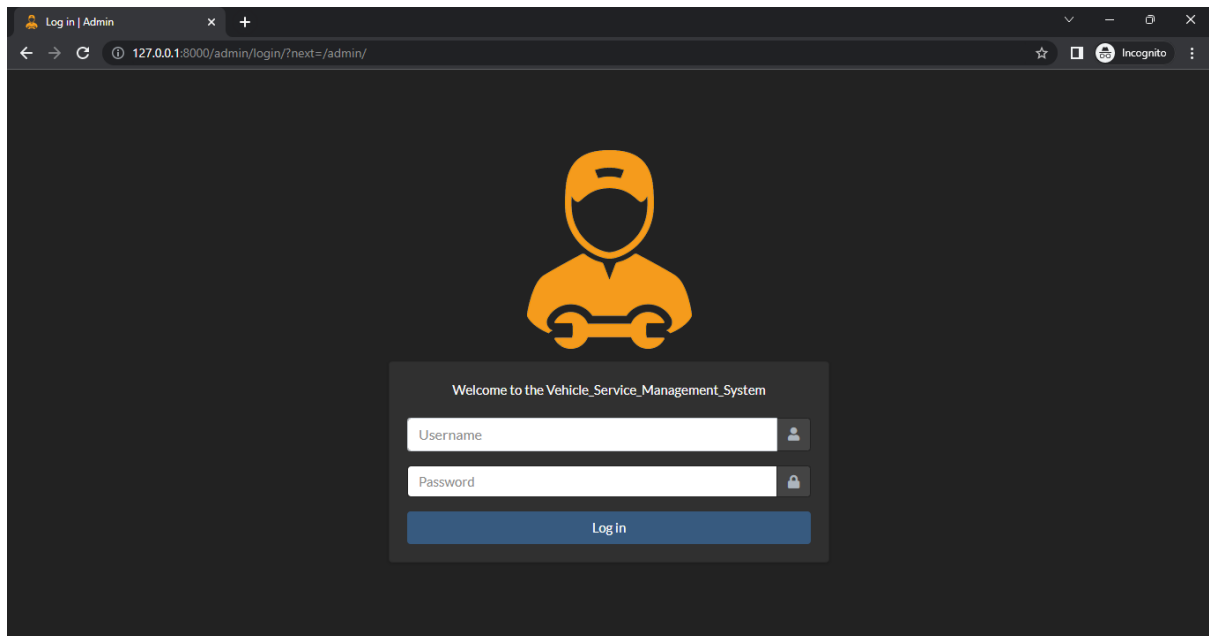 Log in | Admin
127.0.0.1:8000/admin/login/?next=/admin/
Incognito
Welcome to the Vehicle_Service_Management_System
Username
Password
Log in